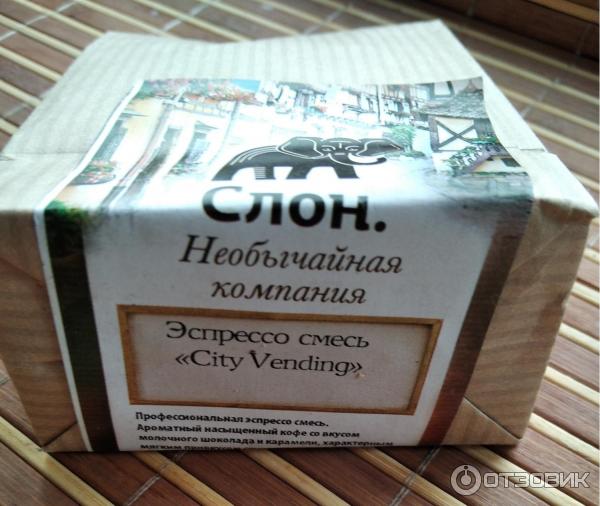 Слон.
Необычайная
компания
Эспрессо смесь
«City Vending»
Профессиональная эспрессо смесь.
Ароматный насыщенный кофе со вкусом
молочного шоколада и карамели, характерным
мягким
ОТЗОВИК